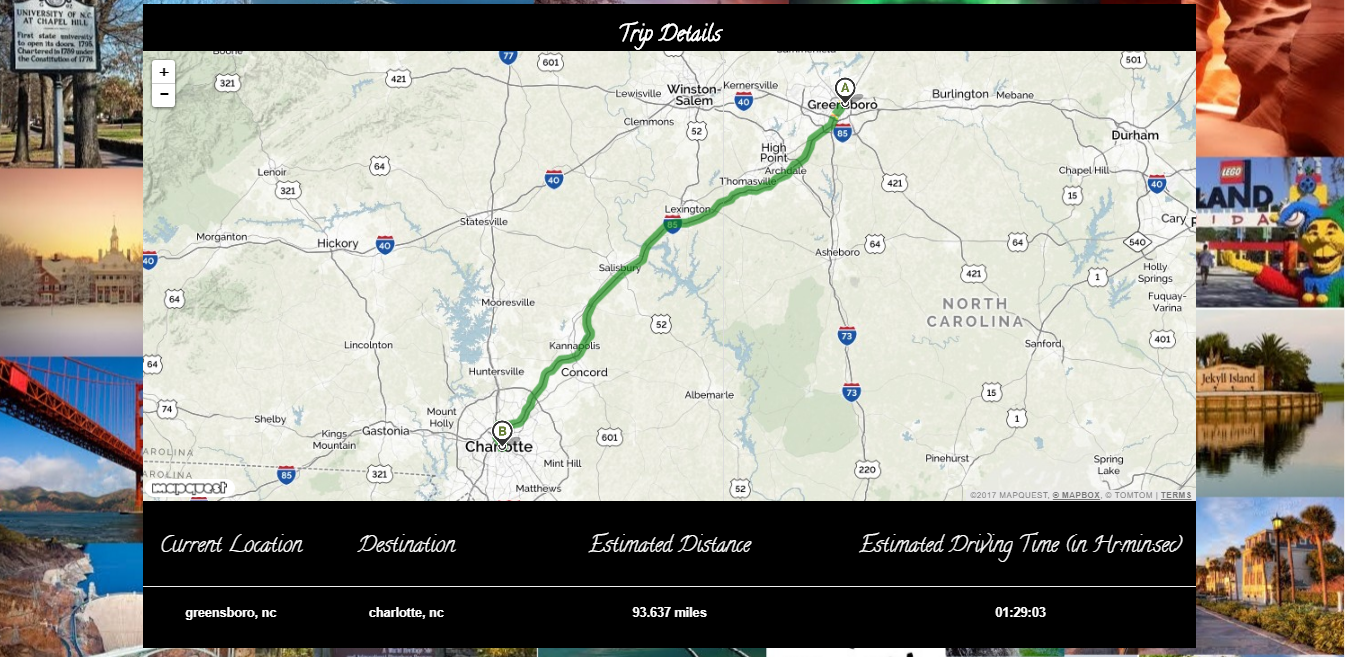 UNIVERSITY OF N.C.
AT CHAPEL HILL
First state university
to open its doors, 1795.
Chartered in 1789 under
the Constitution of 1776.
Trip Details
+
−
Boone
321
421
77
601
Lewisville
Winston-
Salem
Kernersville
40
Clemmons
52
A
Greensboro
85
Burlington
Mebane
501
Durham
High
Point
Archdale
Thomasville
Chapel Hill
40
15
Lenoir
321
64
40
421
Lexington
85
Statesville
Cary
Morganton
40
Hickory
40
Asheboro
64
64
540
Salisbury
421
1
Holly
Springs
64
Mooresville
NORTH
CAROLINA
Fuquay-
Varina
52
73
Sanford
401
Lincolnton
Kannapolis
64
Huntersville
Concord
73
15
Albemarle
74
Shelby
Mount
Holly
1
Kings
Mountain
Gastonia
B
Charlotte
601
AROLINA
AROLINA
85
321
Mint Hill
220
Pinehurst
Spring
Lake
Matthews
52
mapquest
©2017 MAPQUEST, © MAPBOX, © TOMTOM | TERMS
Current Location Destination Estimated Distance Estimated Driving Time (in Hr:min:sec)
greensboro, nc charlotte, nc 93.637 miles 01:29:03
LEGO
LAND
IDA
Jekyll Island